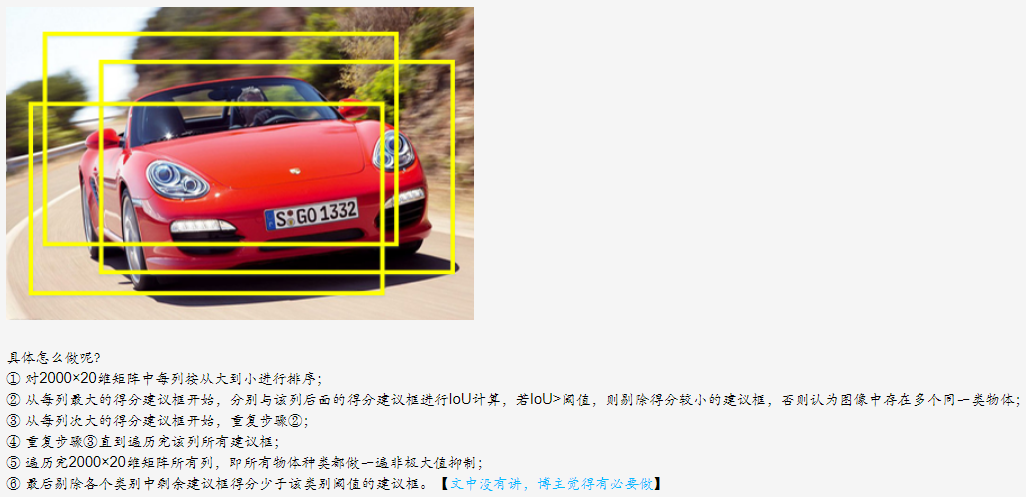 S GO 1332
具体怎么做呢?
① 对2000×20维矩阵中每列按从大到小进行排序;
② 从每列最大的得分建议框开始，分别与该列后面的得分建议框进行IoU计算，若IoU>阈值，则剔除得分较小的建议框，否则认为图像中存在多个同一类物体;
③ 从每列次大的得分建议框开始，重复步骤②;
④ 重复步骤③直到遍历完该列所有建议框;
⑤ 遍历完2000×20维矩阵所有列，即所有物体种类都做一遍非极大值抑制;
⑥ 最后剔除各个类别中剩余建议框得分少于该类别阈值的建议框。【文中没有讲，博主觉得有必要做】